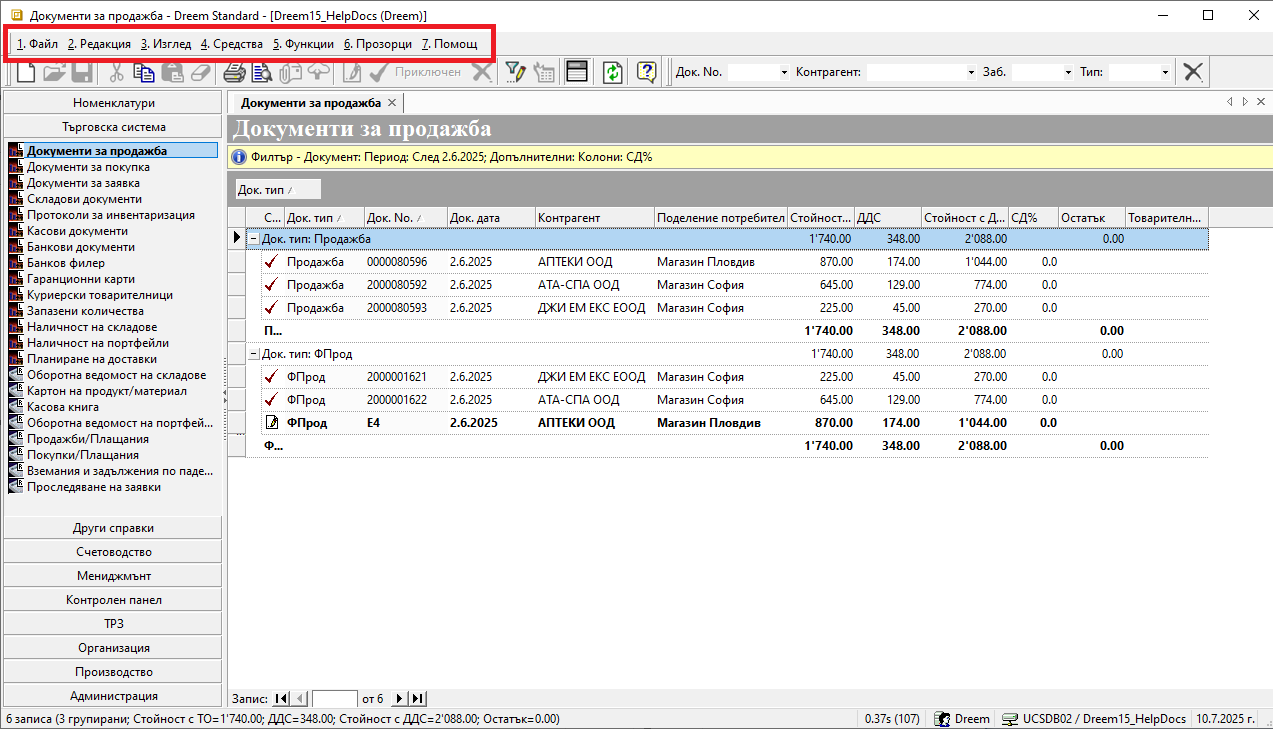 Документи за продажба - Dreem Standard - [Dreem15_HelpDocs (Dreem)]
1. Файл 2. Редакция 3. Изглед 4. Средства 5. Функции 6. Прозорци 7. Помощ
Приключен Док. No. Контрагент: Заб. Тип:
Номенклатури
Търговска система
Документи за продажба
Документи за покупка
Документи за заявка
Складови документи
Протоколи за инвентаризация
Касови документи
Банкови документи
Банков филер
Гаранционни карти
Куриерски товарителници
Запазени количества
Наличност на складове
Наличност на портфейли
Планиране на доставки
Оборотна ведомост на складове
Картон на продукт/материал
Касова книга
Оборотна ведомост на портфей...
Продажби/Плащания
Покупки/Плащания
Вземания и задължения по паде...
Проследяване на заявки
Други справки
Счетоводство
Мениджмънт
Контролен панел
ТРЗ
Организация
Производство
Администрация
Документи за продажба
Документи за продажба
Филтър - Документ: Период: След 2.6.2025; Допълнителни: Колони: СД%
Док. тип
С... Док. тип Док. No. Док. дата Контрагент Поделение потребител Стойност... ДДС Стойност с Д... СД% Остатък Товарителн...
Док. тип: Продажба 1'740.00 348.00 2'088.00 0.00
Продажба 0000080596 2.6.2025 АПТЕКИ ООД Магазин Пловдив 870.00 174.00 1'044.00 0.0
Продажба 0000080592 2.6.2025 АТА-СПА ООД Магазин София 645.00 129.00 774.00 0.0
Продажба 0000080593 2.6.2025 ДЖИ ЕМ ЕКС ЕООД Магазин София 225.00 45.00 270.00 0.0
П... 1'740.00 348.00 2'088.00 0.00
Док. тип: ФПрод 1'740.00 348.00 2'088.00 0.00
ФПрод 2000001621 2.6.2025 ДЖИ ЕМ ЕКС ЕООД Магазин София 225.00 45.00 270.00 0.0
ФПрод 2000001622 2.6.2025 АТА-СПА ООД Магазин София 645.00 129.00 774.00 0.0
ФПрод Е4 2.6.2025 АПТЕКИ ООД Магазин Пловдив 870.00 174.00 1'044.00 0.0
Ф... 1'740.00 348.00 2'088.00 0.00
Запис: от 6
6 записа (3 групирани; Стойност с ТО=1'740.00; ДДС=348.00; Стойност с ДДС=2'088.00; Остатък=0.00) 0.37s (107) Dreem UCSDB02 / Dreem15_HelpDocs 10.7.2025 г.